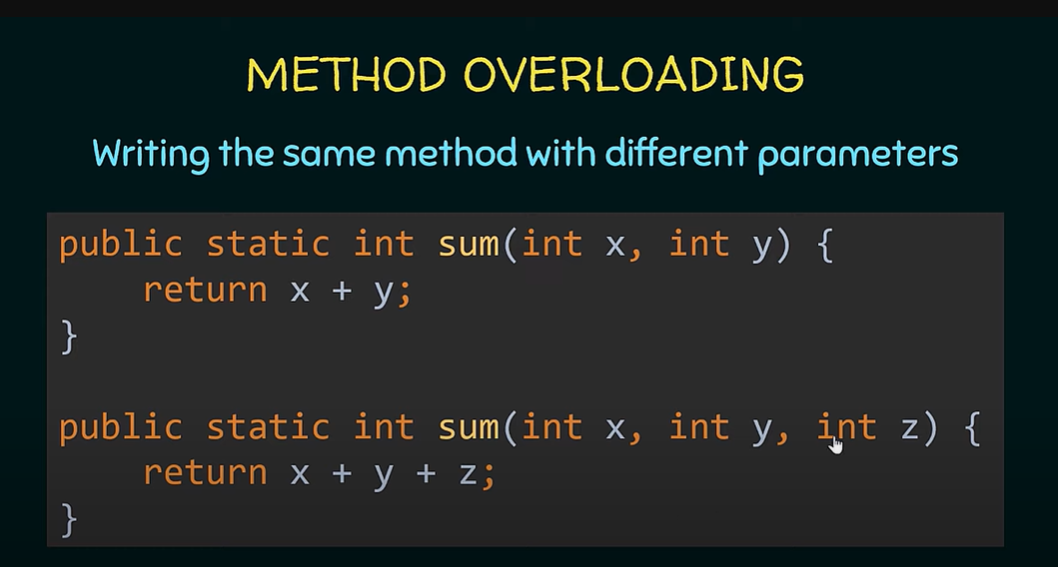 METHOD OVERLOADING
Writing the same method with different parameters
public static int sum(int x, int y) {
    return x + y;
}
public static int sum(int x, int y, int z) {
    return x + y + z;
}